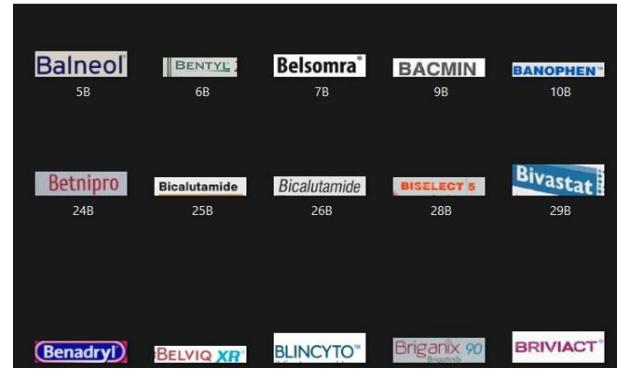 Balneol
BENTYL
Belsomra®
BACMIN
BANOPHEN™
5B
6B
7B
9B
10B
Betnipro
Bicalutamide
Bicalutamide
BISELECT 5
Bivastat
24B
25B
26B
28B
29B
Benadryl
BELVIQ XR
BLINCYTO™
Briganix 90
Brigatinib
BRIVIACT®